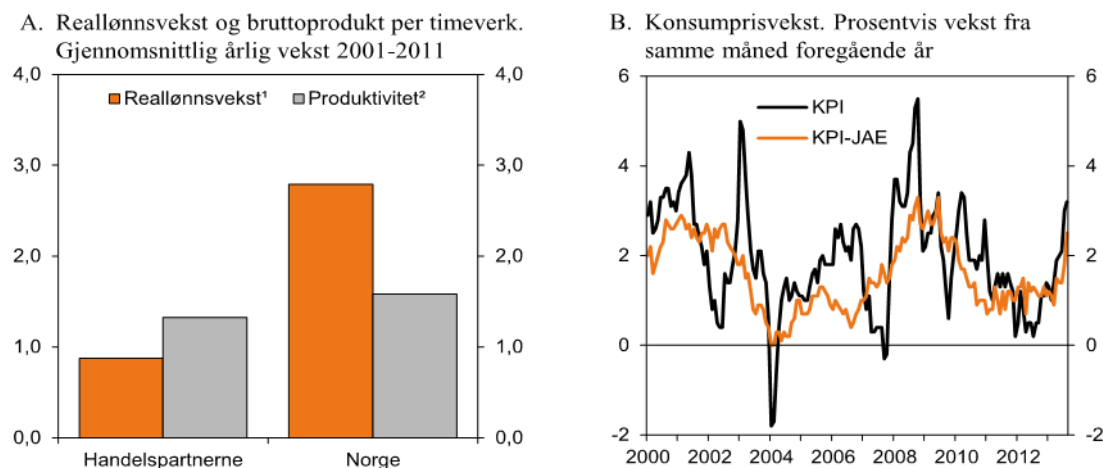 A. Reallønnsvekst og bruttoprodukt per timeverk.
Gjennomsnittlig årlig vekst 2001-2011
4,0 4,0
Reallønnsvekst¹ Produktivitet²
3,0 3,0
2,0 2,0
1,0 1,0
0,0 0,0
Handelspartnerne Norge
B. Konsumprisvekst. Prosentvis vekst fra
samme måned foregående år
6 6
KPI
KPI-JAE
4 4
2 2
0 0
-2 -2
2000 2002 2004 2006 2008 2010 2012